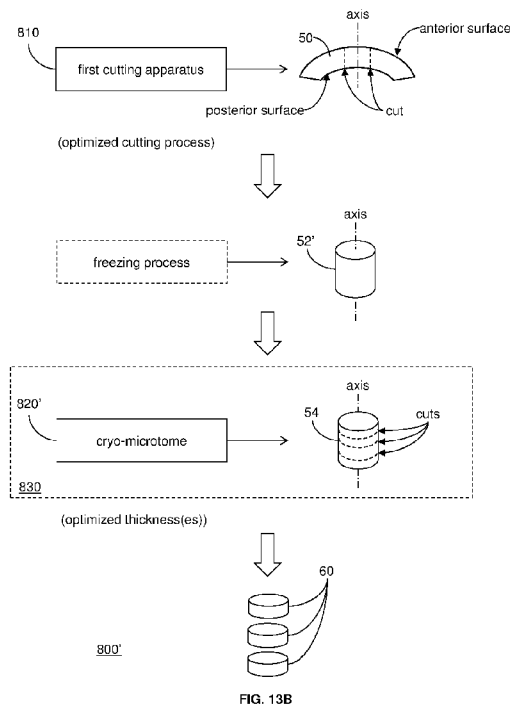 810
axis
50
anterior surface
first cutting apparatus
posterior surface
cut
(optimized cutting process)
axis
52'
freezing process
axis
820'
54
cuts
cryo-microtome
830
(optimized thickness(es))
60
800'
FIG. 13B